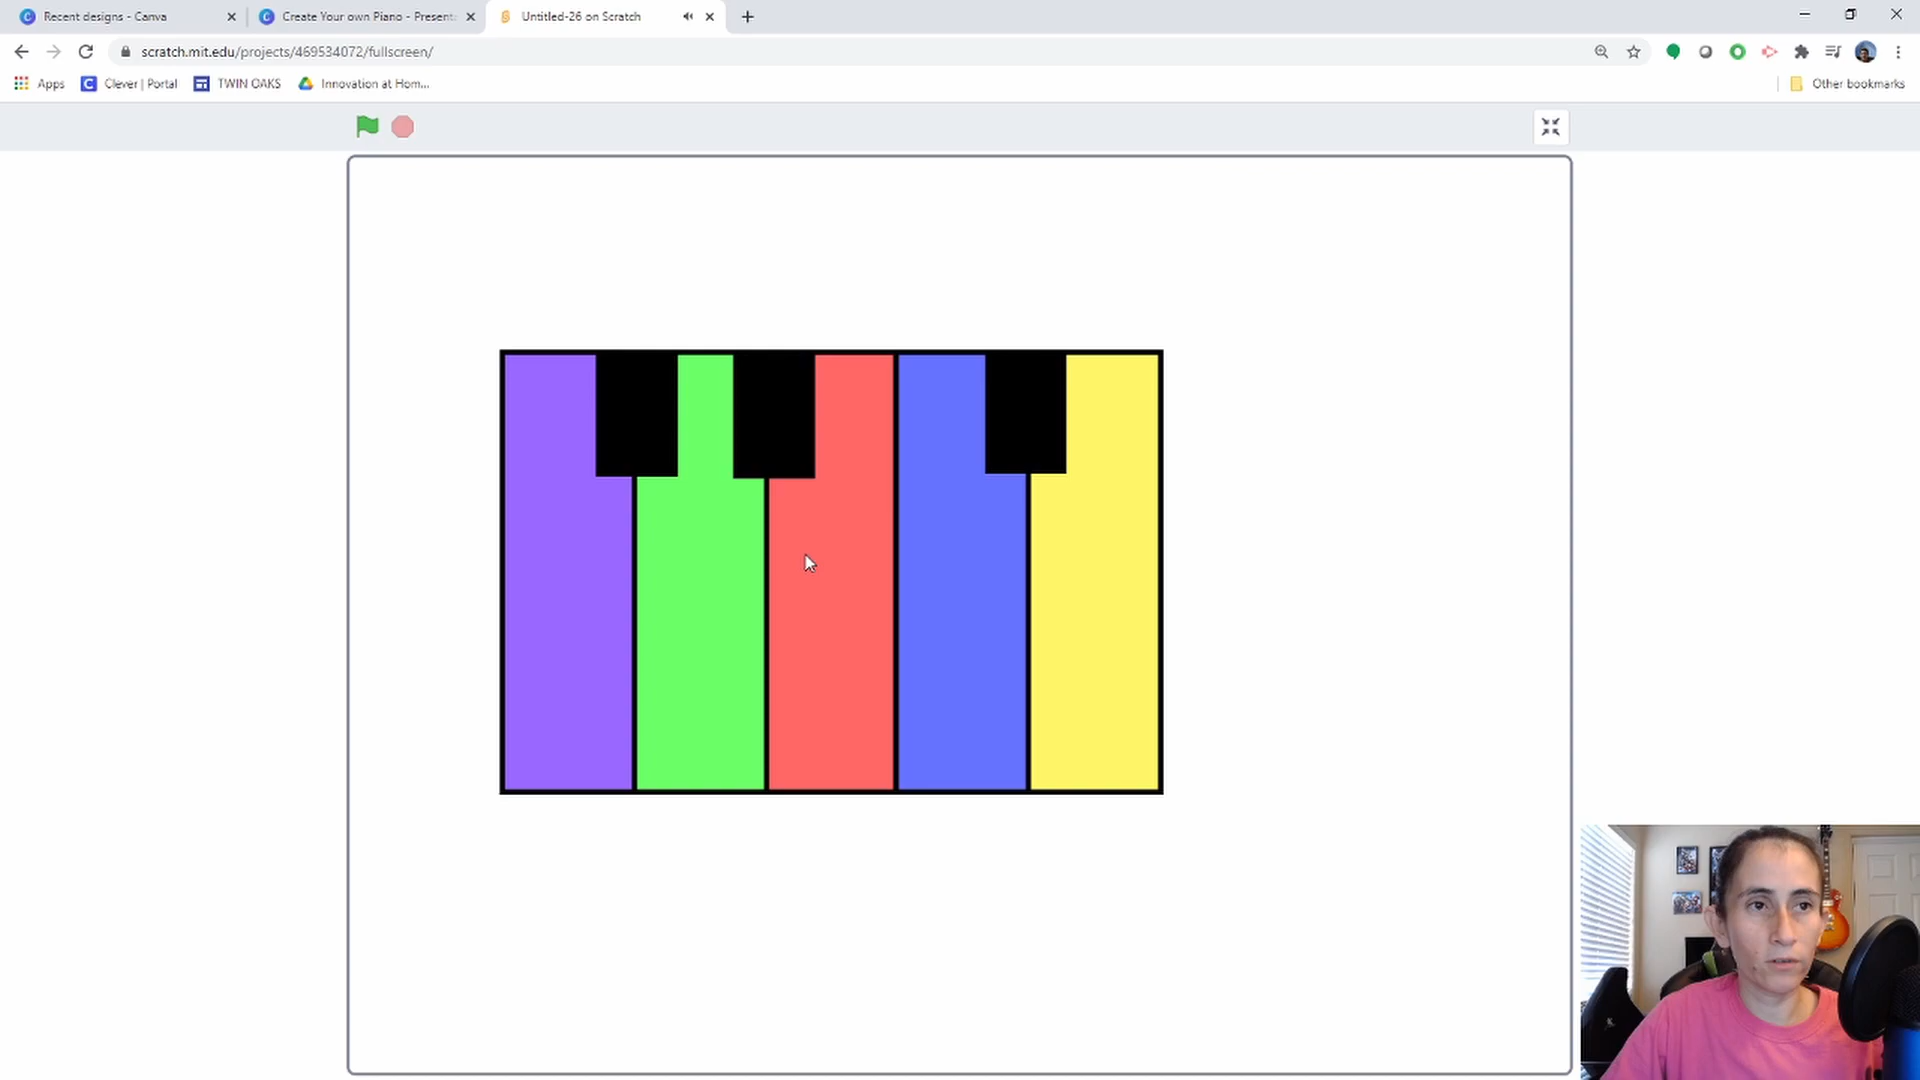 Recent designs - Canva
Create Your own Piano - Present
Untitled-26 on Scratch
scratch.mit.edu/projects/469534072/fullscreen/
Apps
Clever | Portal
TWIN OAKS
Innovation at Hom...
Other bookmarks